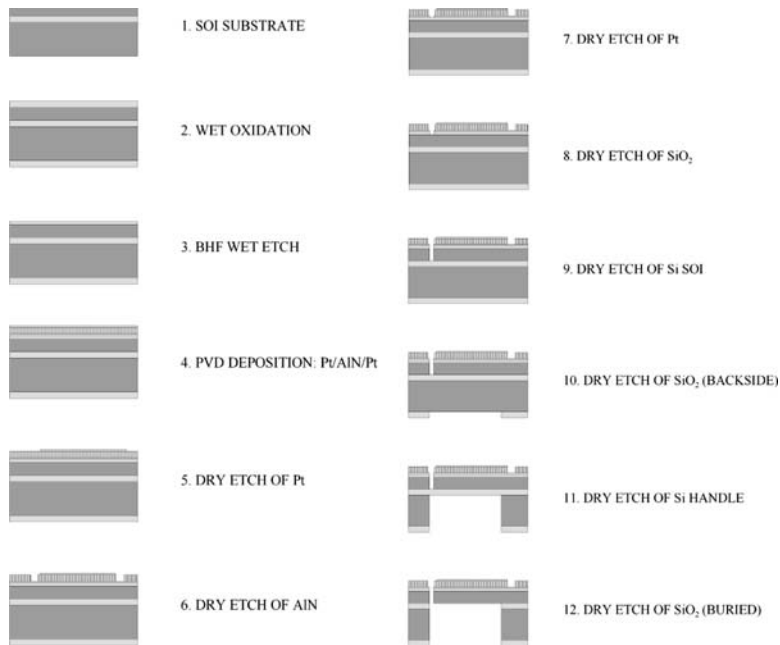 1. SOI SUBSTRATE
2. WET OXIDATION
3. BHF WET ETCH
4. PVD DEPOSITION: Pt/AlN/Pt
5. DRY ETCH OF Pt
6. DRY ETCH OF AlN
7. DRY ETCH OF Pt
8. DRY ETCH OF SiO₂
9. DRY ETCH OF Si SOI
10. DRY ETCH OF SiO₂ (BACKSIDE)
11. DRY ETCH OF Si HANDLE
12. DRY ETCH OF SiO₂ (BURIED)